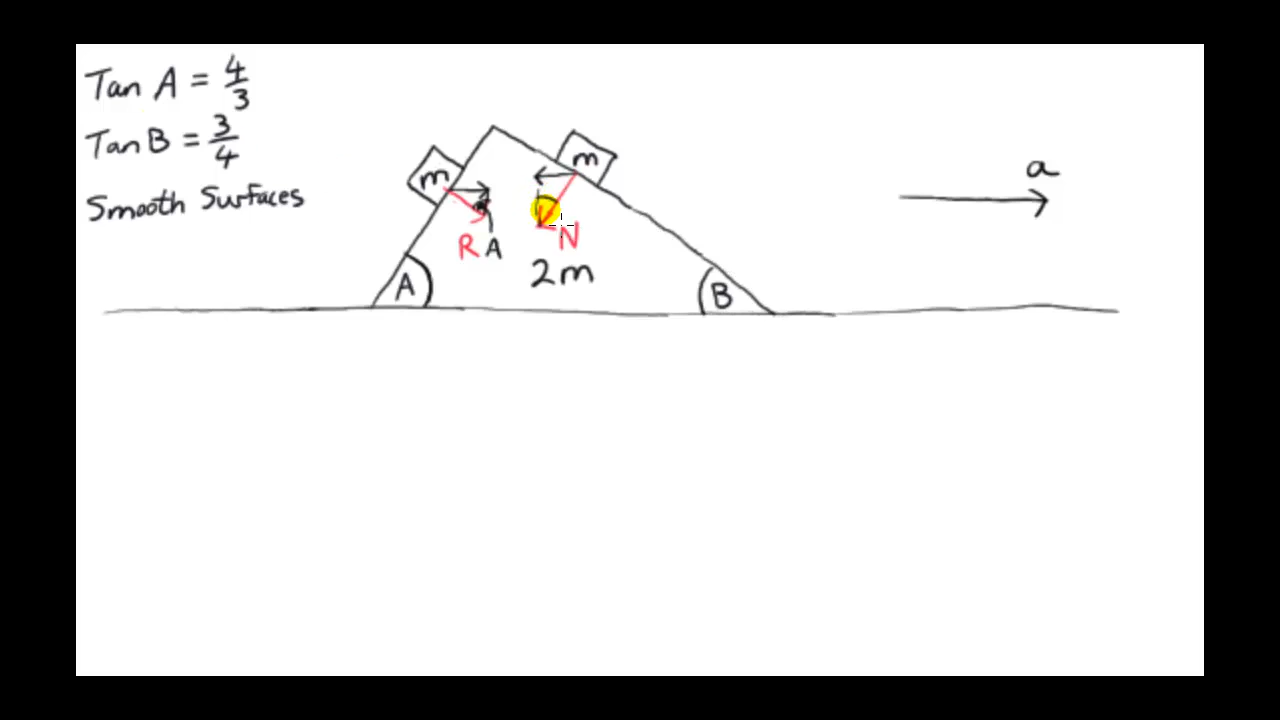 Tan A = 4/3
Tan B = 3/4
Smooth Surfaces
m
m
a
R A
N
2m
A
B